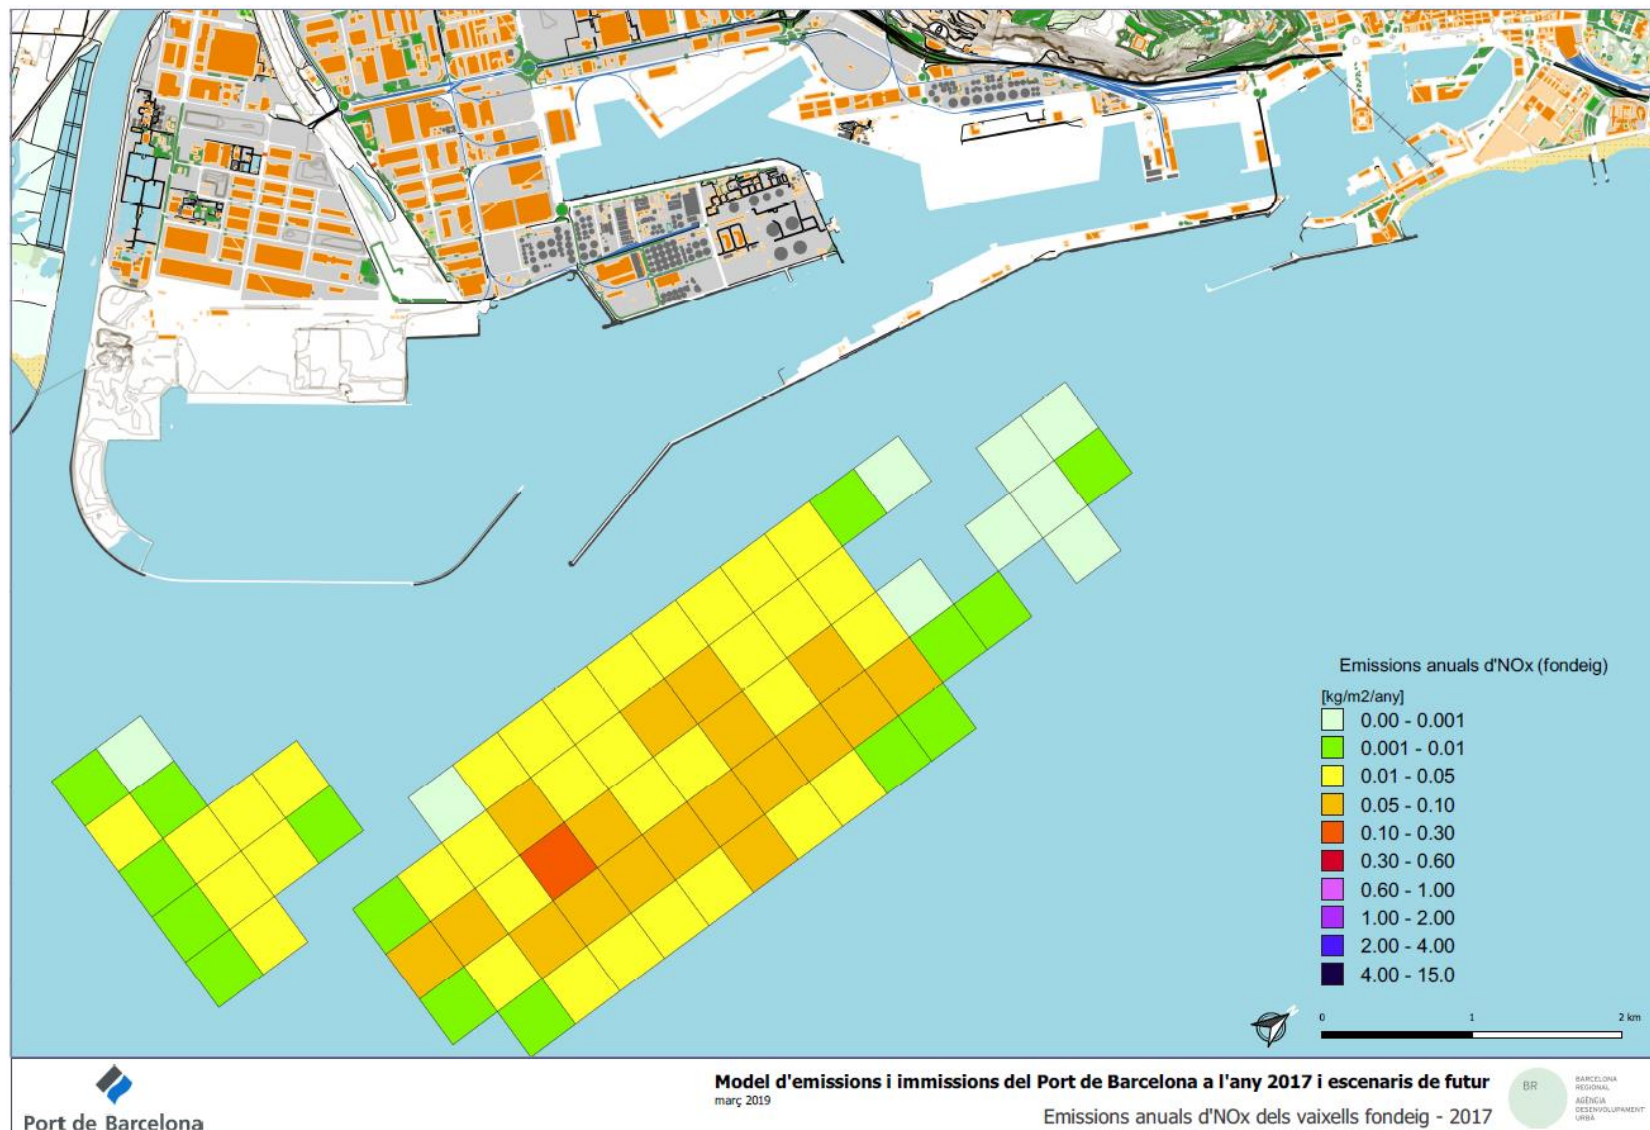 Emissions anuals d'NOx (fondeig)
[kg/m2/any]
0.00 - 0.001
0.001 - 0.01
0.01 - 0.05
0.05 - 0.10
0.10 - 0.30
0.30 - 0.60
0.60 - 1.00
1.00 - 2.00
2.00 - 4.00
4.00 - 15.0
N
0 1 2 km
Port de Barcelona
Model d'emissions i immissions del Port de Barcelona a l'any 2017 i escenaris de futur
març 2019
Emissions anuals d'NOx dels vaixells fondeig - 2017
BR
BARCELONA
REGIONAL
AGÈNCIA
DESENVOLUPAMENT
URBÀ